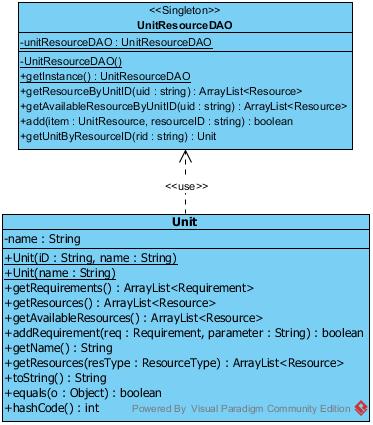 <<Singleton>>
UnitResourceDAO
-unitResourceDAO : UnitResourceDAO
-UnitResourceDAO()
+getInstance() : UnitResourceDAO
+getResourceByUnitID(uid : string) : ArrayList<Resource>
+getAvailableResourceByUnitID(uid : string) : ArrayList<Resource>
+add(item : UnitResource, resourceID : string) : boolean
+getUnitByResourceID(rid : string) : Unit
<<use>>
Unit
-name : String
+Unit(iD : String, name : String)
+Unit(name : String)
+getRequirements() : ArrayList<Requirement>
+getResources() : ArrayList<Resource>
+getAvailableResources() : ArrayList<Resource>
+addRequirement(req : Requirement, parameter : String) : boolean
+getName() : String
+getResources(resType : ResourceType) : ArrayList<Resource>
+toString() : String
+equals(o : Object) : boolean
+hashCode() : int
Powered By Visual Paradigm Community Edition